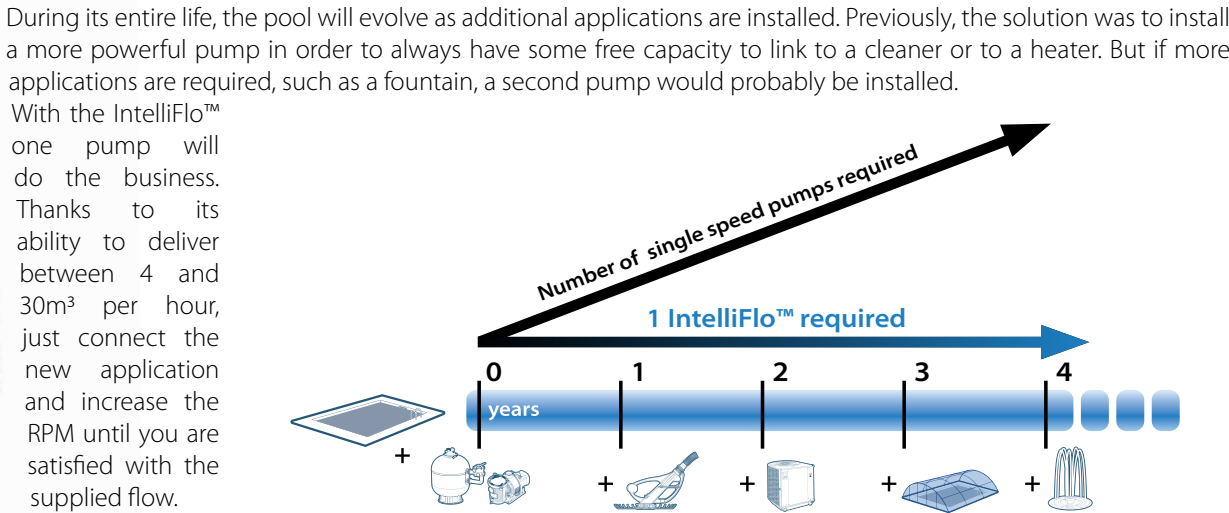 During its entire life, the pool will evolve as additional applications are installed. Previously, the solution was to install
a more powerful pump in order to always have some free capacity to link to a cleaner or to a heater. But if more
applications are required, such as a fountain, a second pump would probably be installed.
With the IntelliFlo™
one pump will
do the business.
Thanks to its
ability to deliver
between 4 and
30m³ per hour,
just connect the
new application
and increase the
RPM until you are
satisfied with the
supplied flow.
Number of single speed pumps required
1 IntelliFlo™ required
0 1 2 3 4
years
+ + + + +